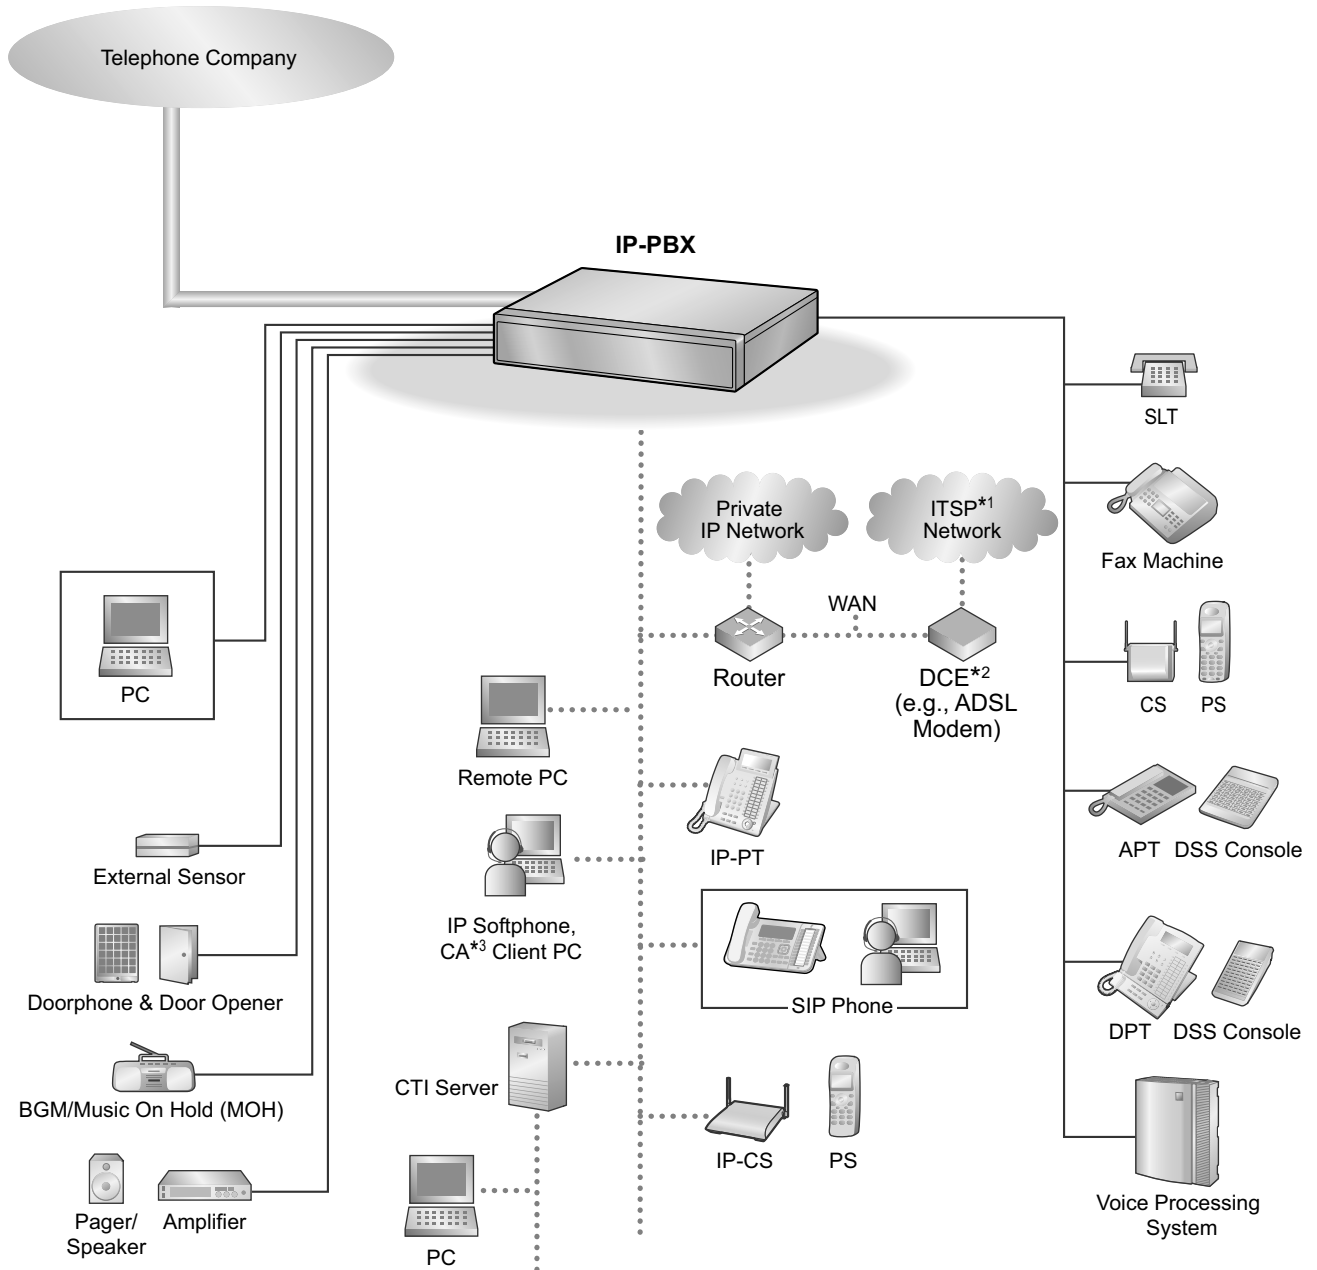 Telephone Company
IP-PBX
SLT
Private
IP Network
ITSP*1
Network
Fax Machine
WAN
Router
DCE*2
(e.g., ADSL
Modem)
CS
PS
PC
Remote PC
IP-PT
APT
DSS Console
External Sensor
IP Softphone,
CA*3 Client PC
SIP Phone
Doorphone & Door Opener
DPT
DSS Console
CTI Server
BGM/Music On Hold (MOH)
IP-CS
PS
Voice Processing
System
Pager/
Speaker
Amplifier
PC